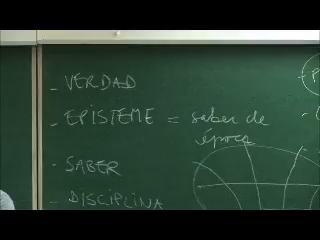 - VERDAD
- EPISTEME = saber de
época
- SABER
- DISCIPLINA